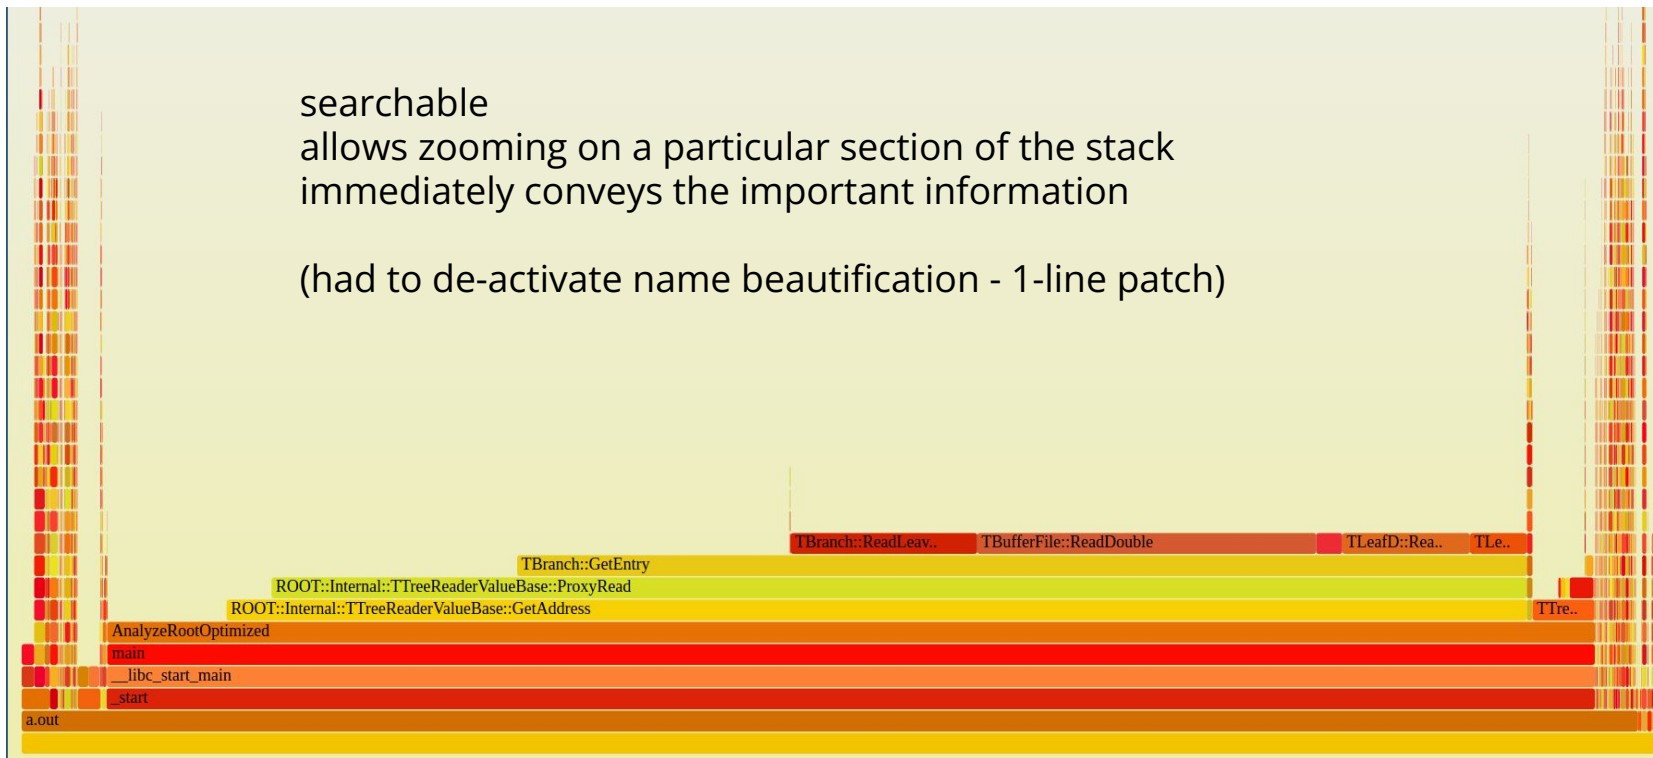 searchable
allows zooming on a particular section of the stack
immediately conveys the important information
(had to de-activate name beautification - 1-line patch)
TBranch::ReadLeav.. TBufferFile::ReadDouble TLeafD::Rea.. TLe..
TBranch::GetEntry
ROOT::Internal::TTreeReaderValueBase::ProxyRead
ROOT::Internal::TTreeReaderValueBase::GetAddress TTre..
AnalyzeRootOptimized
main
__libc_start_main
_start
a.out